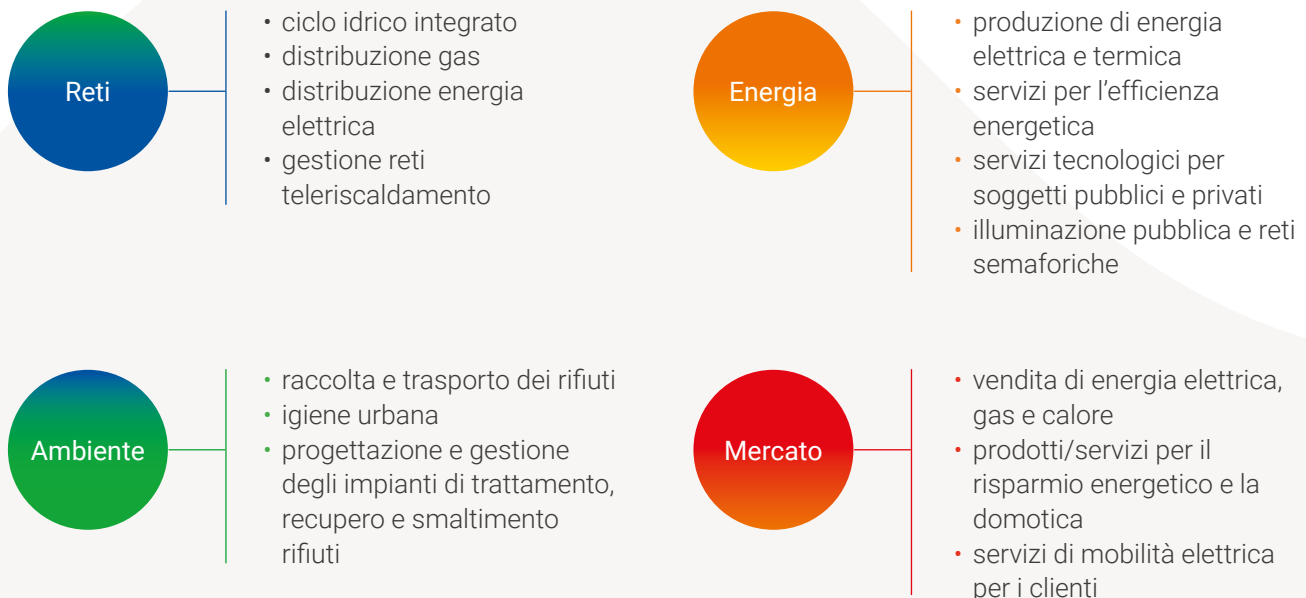 Reti
• ciclo idrico integrato
• distribuzione gas
• distribuzione energia
elettrica
• gestione reti
teleriscaldamento
Energia
• produzione di energia
elettrica e termica
• servizi per l'efficienza
energetica
• servizi tecnologici per
soggetti pubblici e privati
• illuminazione pubblica e reti
semaforiche
Ambiente
• raccolta e trasporto dei rifiuti
• igiene urbana
• progettazione e gestione
degli impianti di trattamento,
recupero e smaltimento
rifiuti
Mercato
• vendita di energia elettrica,
gas e calore
• prodotti/servizi per il
risparmio energetico e la
domotica
• servizi di mobilità elettrica
per i clienti